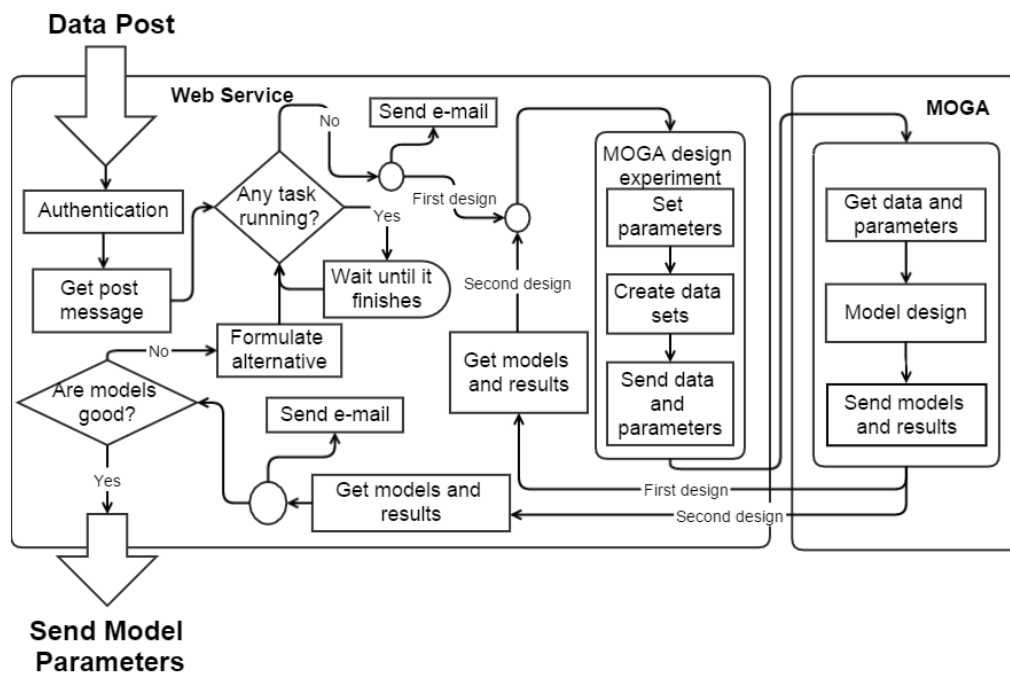 Data Post
Web Service
MOGA
No
Send e-mail
Authentication
Any task
running?
Yes
First design
MOGA design
experiment
Set
parameters
Get data and
parameters
Get post
message
Wait until it
finishes
Second design
Create data
sets
Model design
No
Formulate
alternative
Get models
and results
Are models
good?
Send e-mail
Send data
and
parameters
Send models
and results
Yes
Get models and
results
First design
Second design
Send Model
Parameters